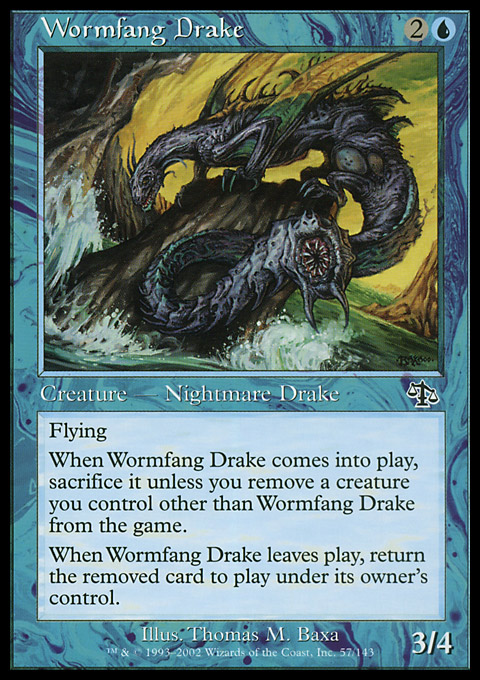 Wormfang Drake 2
Creature — Nightmare Drake
Flying
When Wormfang Drake comes into play,
sacrifice it unless you remove a creature
you control other than Wormfang Drake
from the game.
When Wormfang Drake leaves play, return
the removed card to play under its owner's
control.
Illus. Thomas M. Baxa
3/4
™ & © 1993–2002 Wizards of the Coast, Inc. 57/143